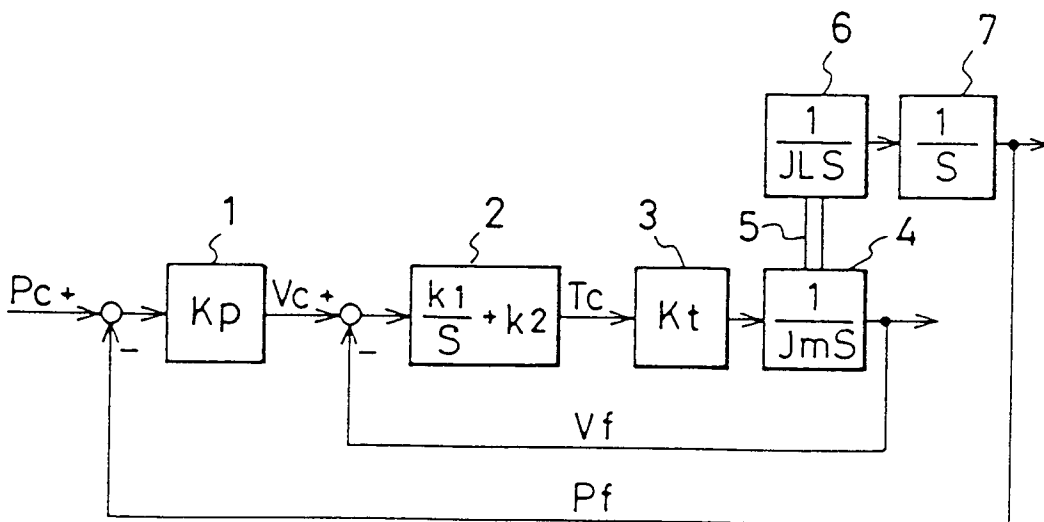 6 7
1
JLS
1
S
1 2 3 5 4
Pc + Kp Vc + k1
S + k2 Tc Kt 1
JmS
- -
Vf
Pf